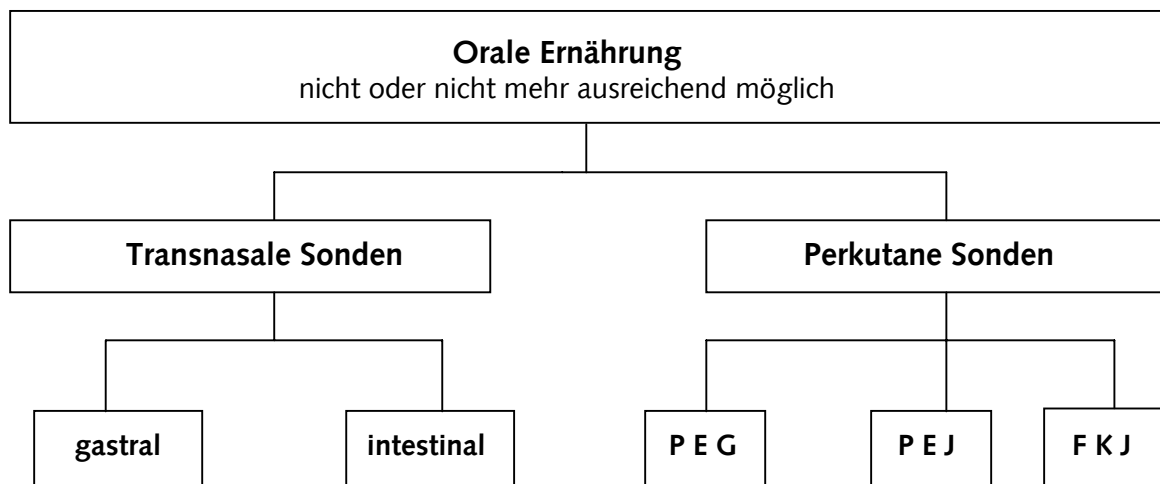 Orale Ernährung
nicht oder nicht mehr ausreichend möglich
Transnasale Sonden
Perkutane Sonden
gastral
intestinal
P E G
P E J
F K J